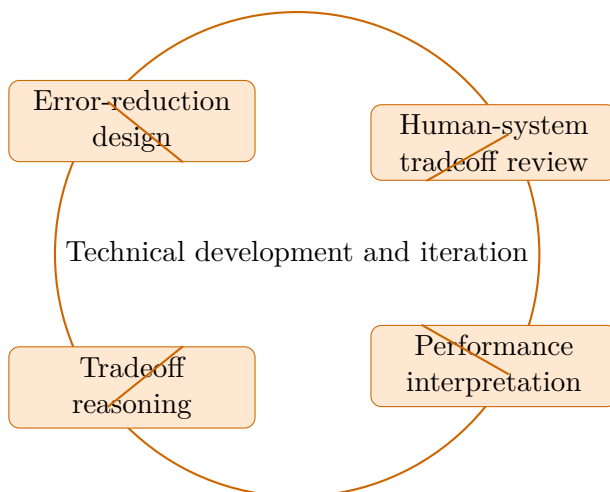 Error-reduction
design
Human-system
tradeoff review
Technical development and iteration
Tradeoff
reasoning
Performance
interpretation